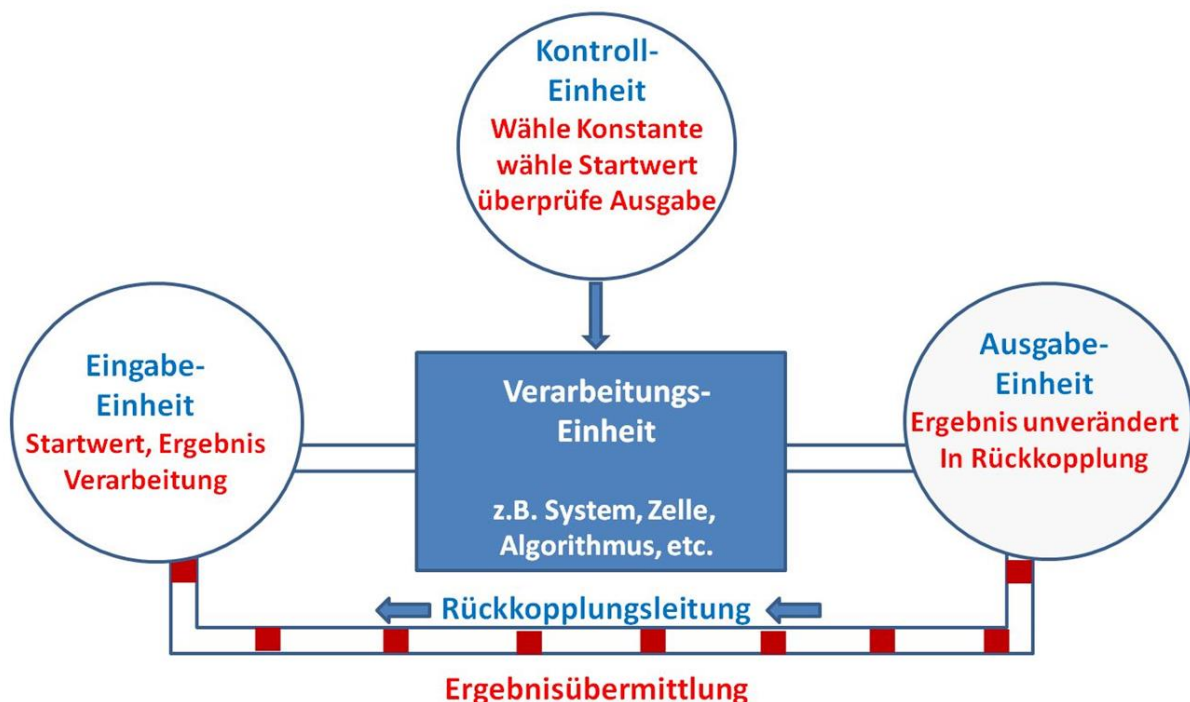 Kontroll-
Einheit
Wähle Konstante
wähle Startwert
überprüfe Ausgabe
Eingabe-
Einheit
Startwert, Ergebnis
Verarbeitung
Verarbeitungs-
Einheit
z.B. System, Zelle,
Algorithmus, etc.
Ausgabe-
Einheit
Ergebnis unverändert
In Rückkopplung
Rückkopplungsleitung
Ergebnisübermittlung